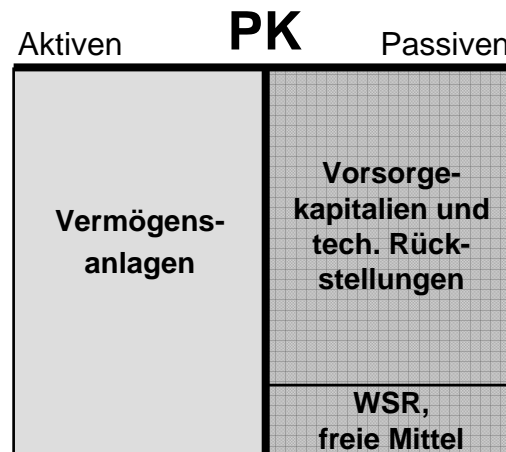 Aktiven PK Passiven
Vermögens-
anlagen
Vorsorge-
kapitalien und
tech. Rück-
stellungen
WSR,
freie Mittel